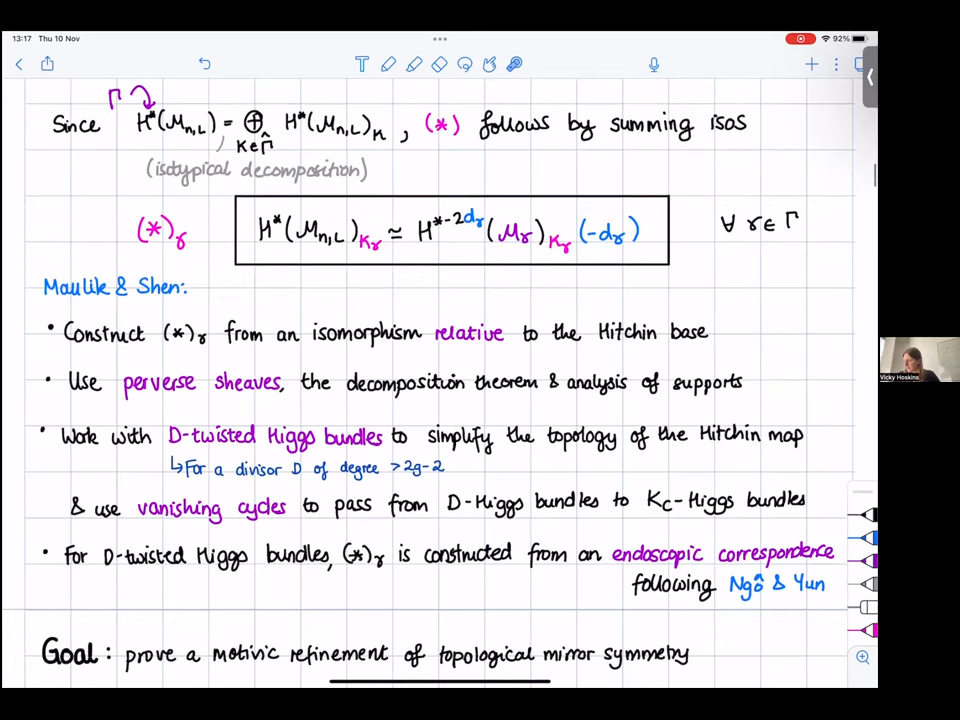 13:17 Thu 10 Nov
92%
Since Γ H*(M_{n,L}) = ⊕_{κ∈Γ̂} H*(M_{n,L})_κ , (*) follows by summing isos
(isotypical decomposition)
(*)_γ H*(M_{n,L})_{κ_γ} ≃ H^{*-2d_γ}(M_γ)_{κ_γ}(-d_γ) ∀ γ∈Γ
Maulik & Shen:
• Construct (*)_γ from an isomorphism relative to the Hitchin base
• Use perverse sheaves, the decomposition theorem & analysis of supports
• Work with D-twisted Higgs bundles to simplify the topology of the Hitchin map
↳ For a divisor D of degree > 2g-2
& use vanishing cycles to pass from D-Higgs bundles to K_C-Higgs bundles
• For D-twisted Higgs bundles, (*)_γ is constructed from an endoscopic correspondence
following Ngô & Yun
Goal: prove a motivic refinement of topological mirror symmetry
Vicky Hoskins